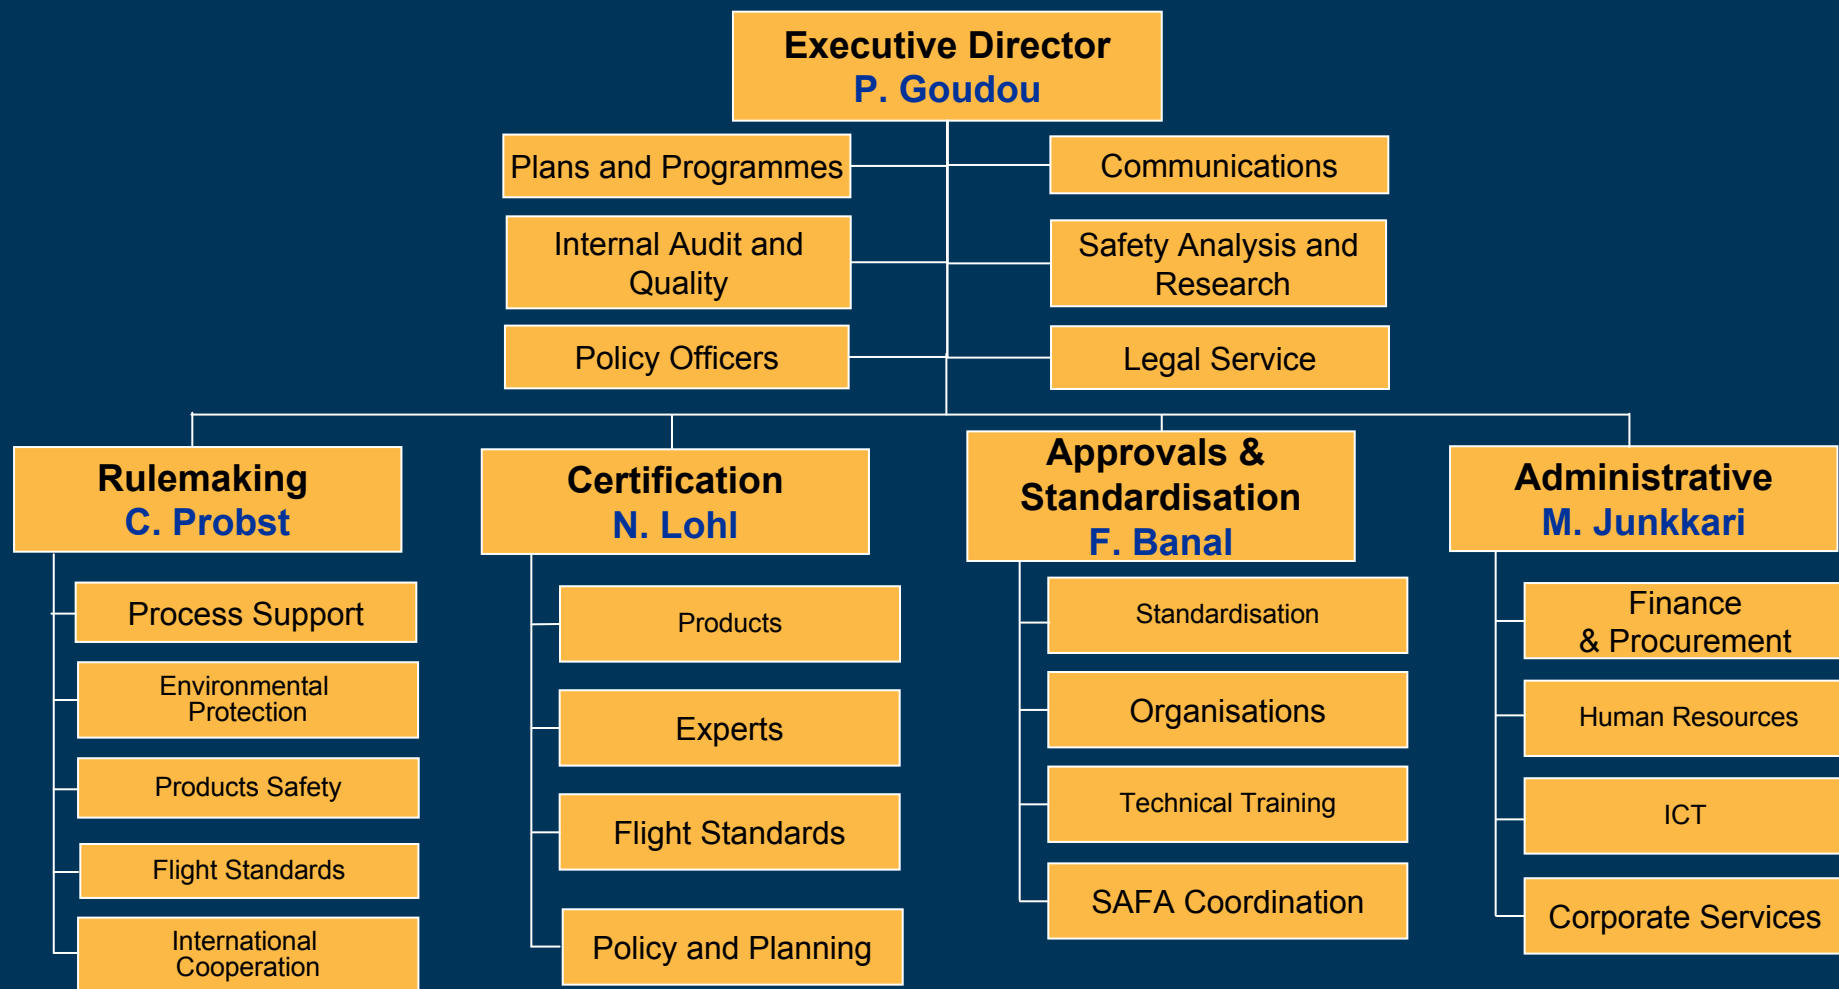 Executive Director
P. Goudou
Plans and Programmes
Communications
Internal Audit and
Quality
Safety Analysis and
Research
Policy Officers
Legal Service
Rulemaking
C. Probst
Process Support
Environmental
Protection
Products Safety
Flight Standards
International
Cooperation
Certification
N. Lohl
Products
Experts
Flight Standards
Policy and Planning
Approvals &
Standardisation
F. Banal
Standardisation
Organisations
Technical Training
SAFA Coordination
Administrative
M. Junkkari
Finance
& Procurement
Human Resources
ICT
Corporate Services